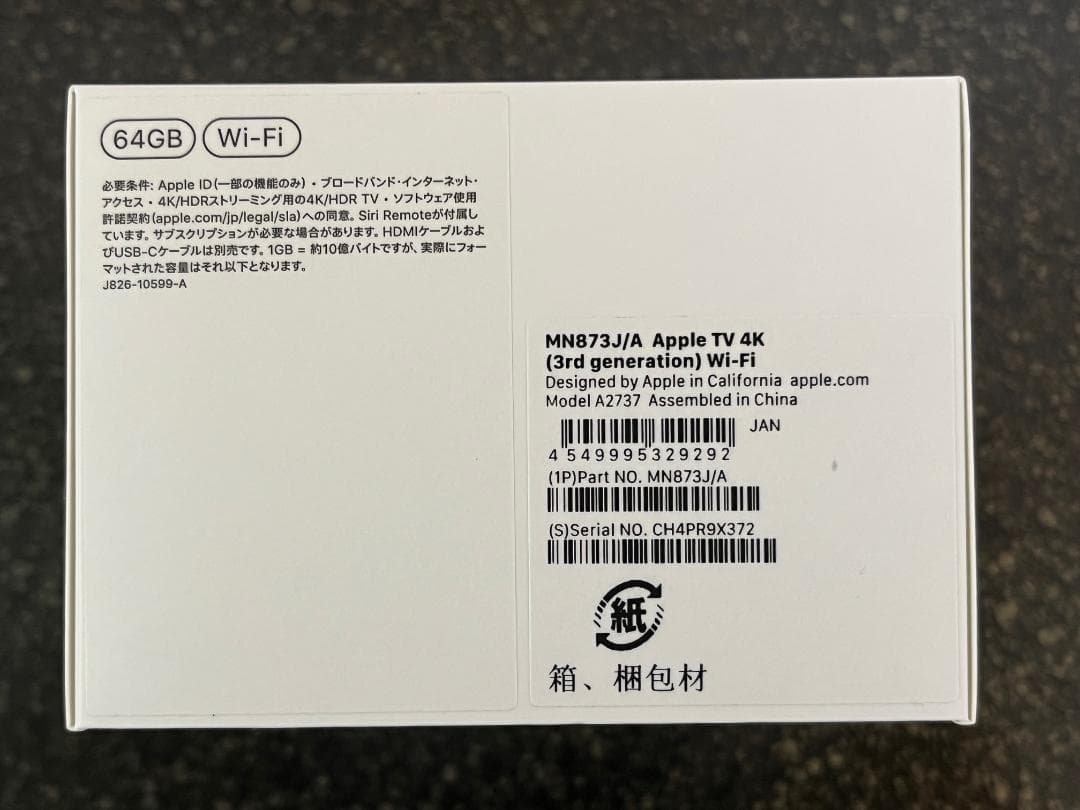 64GB Wi-Fi
必要条件: Apple ID(一部の機能のみ)・ブロードバンド・インターネット・
アクセス・4K/HDRストリーミング用の4K/HDR TV・ソフトウェア使用
許諾契約(apple.com/jp/legal/sla)への同意。Siri Remoteが付属し
ています。サブスクリプションが必要な場合があります。HDMIケーブルおよ
びUSB-Cケーブルは別売です。1GB = 約10億バイトですが、実際にフォー
マットされた容量はそれ以下となります。
J826-10599-A
MN873J/A Apple TV 4K
(3rd generation) Wi-Fi
Designed by Apple in California apple.com
Model A2737 Assembled in China
JAN
4549995329292
(1P)Part NO. MN873J/A
(S)Serial NO. CH4PR9X372
紙
箱、梱包材